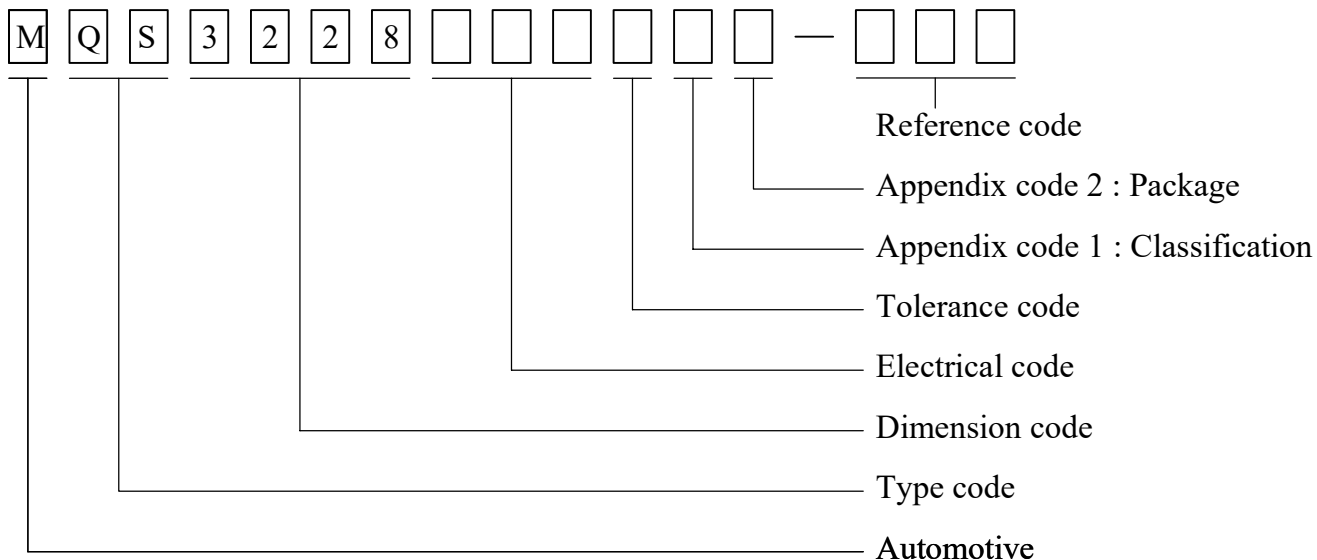 M Q S 3 2 2 8 —
Reference code
Appendix code 2 : Package
Appendix code 1 : Classification
Tolerance code
Electrical code
Dimension code
Type code
Automotive